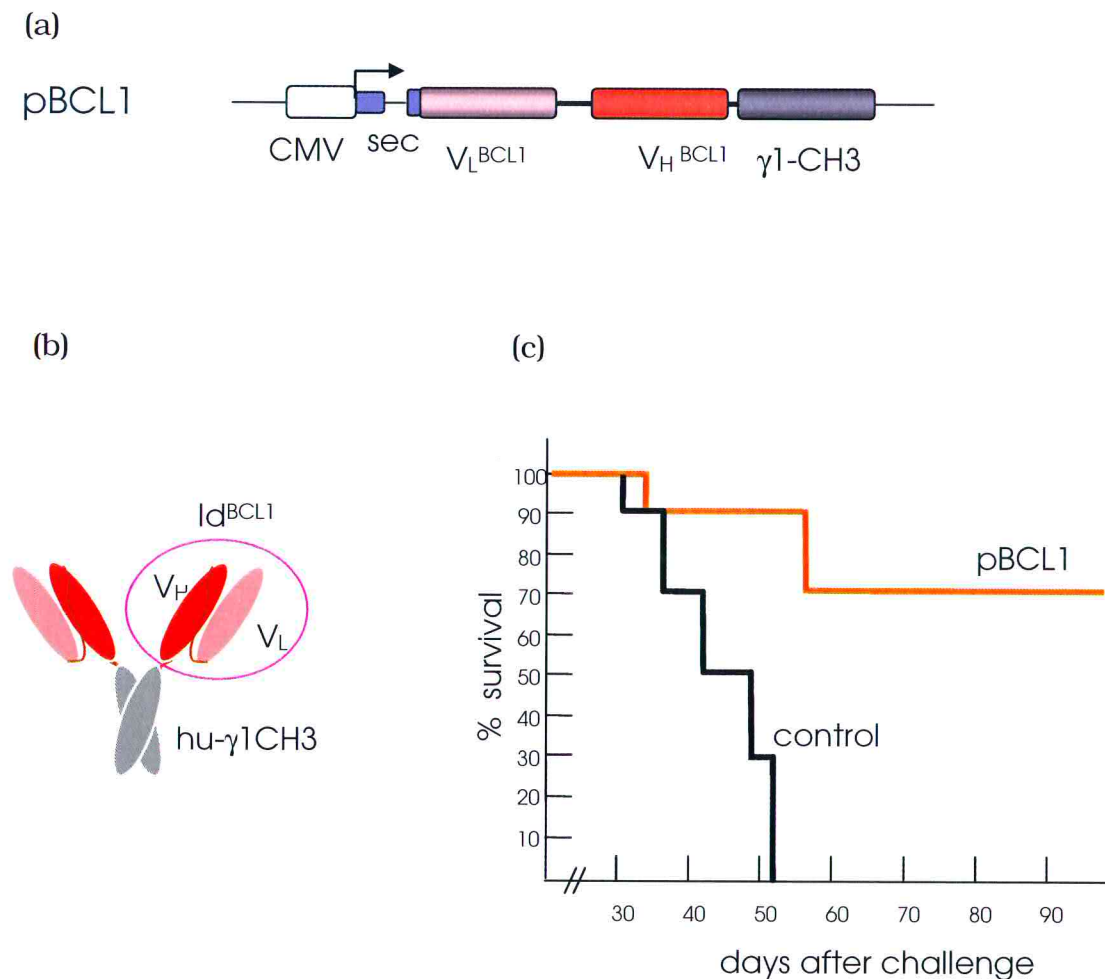 (a)
pBCL1
CMV
sec
V_L^BCL1
V_H^BCL1
γ1-CH3
(b)
Id^BCL1
V_H
V_L
hu-γ1CH3
(c)
% survival
100
90
80
70
60
50
30
20
10
pBCL1
control
30 40 50 60 70 80 90
days after challenge